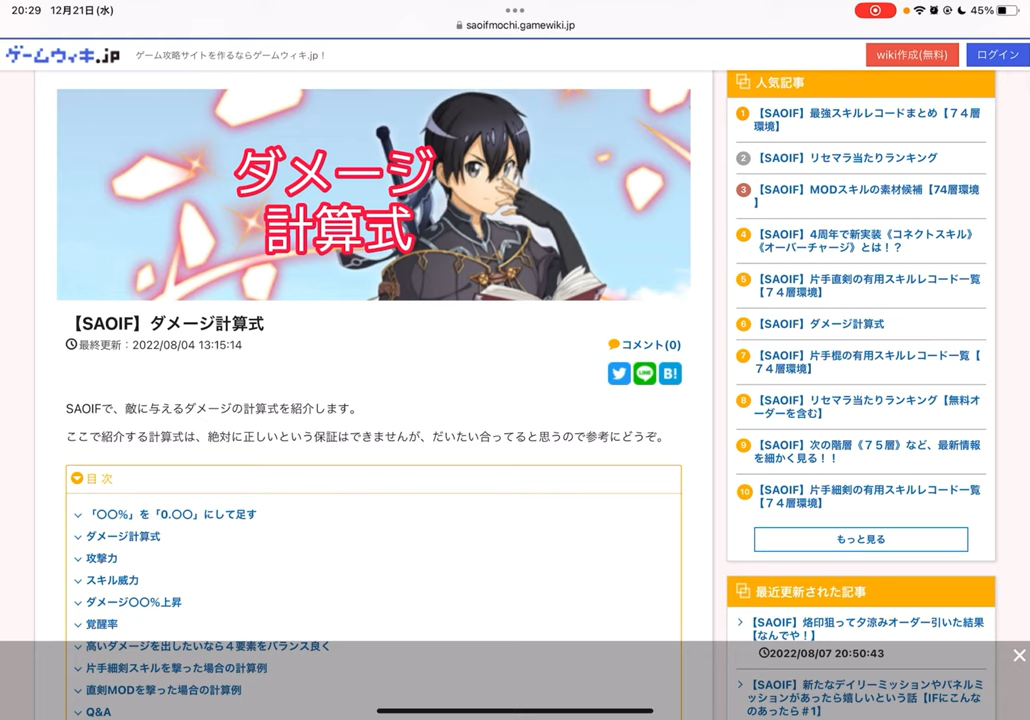 20:29 12月21日(水)
45%
saoifmochi.gamewiki.jp
ゲームウィキ.jp
ゲーム攻略サイトを作るならゲームウィキ.jp！
wiki作成(無料)
ログイン
ダメージ
計算式
【SAOIF】ダメージ計算式
最終更新：2022/08/04 13:15:14
コメント(0)
LINE
B!
SAOIFで、敵に与えるダメージの計算式を紹介します。
ここで紹介する計算式は、絶対に正しいという保証はできませんが、だいたい合ってると思うので参考にどうぞ。
目次
「〇〇%」を「0.〇〇」にして足す
ダメージ計算式
攻撃力
スキル威力
ダメージ〇〇%上昇
覚醒率
高いダメージを出したいなら４要素をバランス良く
片手細剣スキルを撃った場合の計算例
直剣MODを撃った場合の計算例
Q&A
人気記事
1 【SAOIF】最強スキルレコードまとめ【７４層
環境】
2 【SAOIF】リセマラ当たりランキング
3 【SAOIF】MODスキルの素材候補【74層環境
】
4 【SAOIF】4周年で新実装《コネクトスキル》
《オーバーチャージ》とは！？
5 【SAOIF】片手直剣の有用スキルレコード一覧
【７４層環境】
6 【SAOIF】ダメージ計算式
7 【SAOIF】片手棍の有用スキルレコード一覧【
７４層環境】
8 【SAOIF】リセマラ当たりランキング【無料オ
ーダーを含む】
9 【SAOIF】次の階層《７５層》など、最新情報
を細かく見る！！
10 【SAOIF】片手細剣の有用スキルレコード一覧
【７４層環境】
もっと見る
最近更新された記事
【SAOIF】烙印狙って夕涼みオーダー引いた結果
【なんでや！】
2022/08/07 20:50:43
【SAOIF】新たなデイリーミッションやパネルミ
ッションがあったら嬉しいという話【IFにこんな
のあったら＃1】